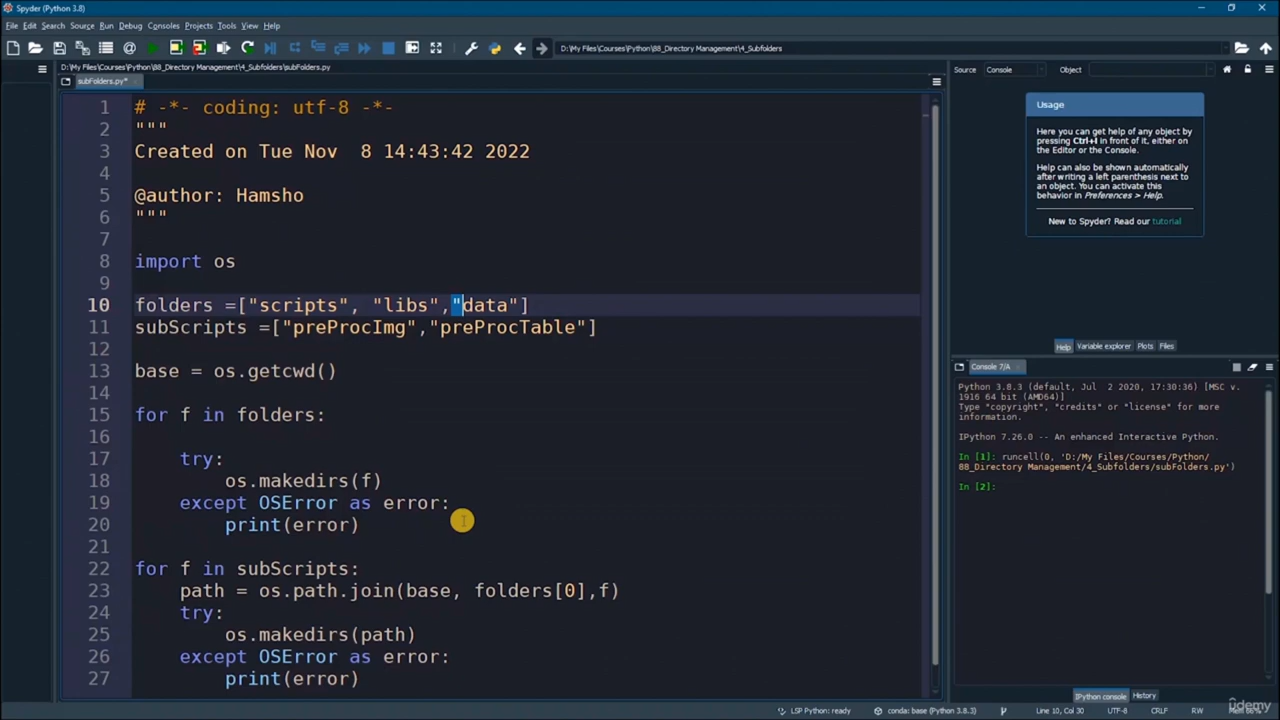 Spyder (Python 3.8)
File Edit Search Source Run Debug Consoles Projects Tools View Help
D:\My Files\Courses\Python\88_Directory Management\4_Subfolders
D:\My Files\Courses\Python\88_Directory Management\4_Subfolders\subFolders.py
subFolders.py*
1 # -*- coding: utf-8 -*-
2 """
3 Created on Tue Nov  8 14:43:42 2022
4
5 @author: Hamsho
6 """
7
8 import os
9
10 folders =["scripts", "libs","data"]
11 subScripts =["preProcImg","preProcTable"]
12
13 base = os.getcwd()
14
15 for f in folders:
16
17     try:
18         os.makedirs(f)
19     except OSError as error:
20         print(error)
21
22 for f in subScripts:
23     path = os.path.join(base, folders[0],f)
24     try:
25         os.makedirs(path)
26     except OSError as error:
27         print(error)
Source Console Object
Usage
Here you can get help of any object by
pressing Ctrl+I in front of it, either on
the Editor or the Console.
Help can also be shown automatically
after writing a left parenthesis next to
an object. You can activate this
behavior in Preferences > Help.
New to Spyder? Read our tutorial
Help Variable explorer Plots Files
Console 7/A
Python 3.8.3 (default, Jul  2 2020, 17:30:36) [MSC v.
1916 64 bit (AMD64)]
Type "copyright", "credits" or "license" for more
information.
IPython 7.26.0 -- An enhanced Interactive Python.
In [1]: runcell(0, 'D:/My Files/Courses/Python/
88_Directory Management/4_Subfolders/subFolders.py')
In [2]:
IPython console History
LSP Python: ready conda: base (Python 3.8.3) Line 10, Col 30 UTF-8 CRLF RW
udemy